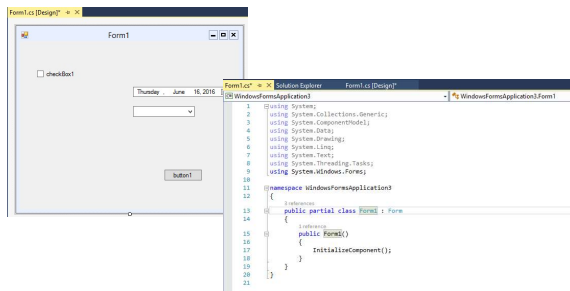 Form1.cs [Design]*
Form1
checkBox1
Thursday , June 16, 2016
button1
Form1.cs* Solution Explorer Form1.cs [Design]*
WindowsFormsApplication3 WindowsFormsApplication3.Form1
1 using System;
2 using System.Collections.Generic;
3 using System.ComponentModel;
4 using System.Data;
5 using System.Drawing;
6 using System.Linq;
7 using System.Text;
8 using System.Threading.Tasks;
9 using System.Windows.Forms;
10
11 namespace WindowsFormsApplication3
12 {
3 references
13 public partial class Form1 : Form
14 {
1 reference
15 public Form1()
16 {
17 InitializeComponent();
18 }
19 }
20 }
21